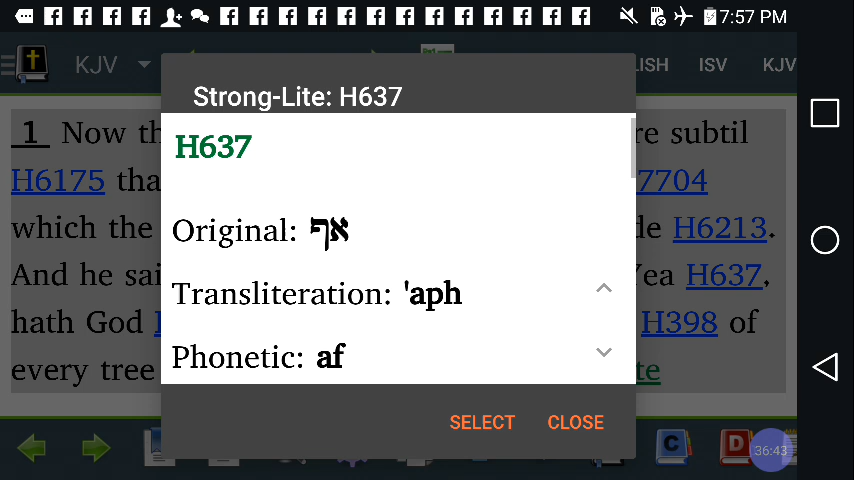 7:57 PM
KJV
LISH ISV KJV
Strong-Lite: H637
H637
Original: אף
Transliteration: 'aph
Phonetic: af
SELECT CLOSE
1 Now th re subtil
H6175 tha 7704
which the de H6213.
And he sai Yea H637,
hath God H398 of
every tree te
C D
36:43